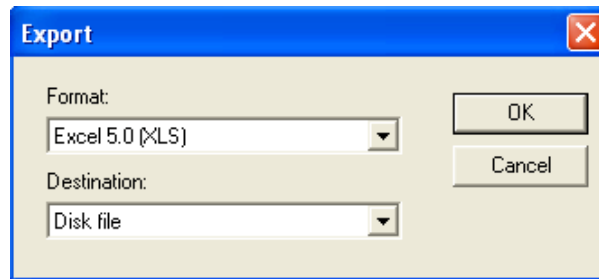 Export
Format:
Excel 5.0 (XLS)
OK
Cancel
Destination:
Disk file